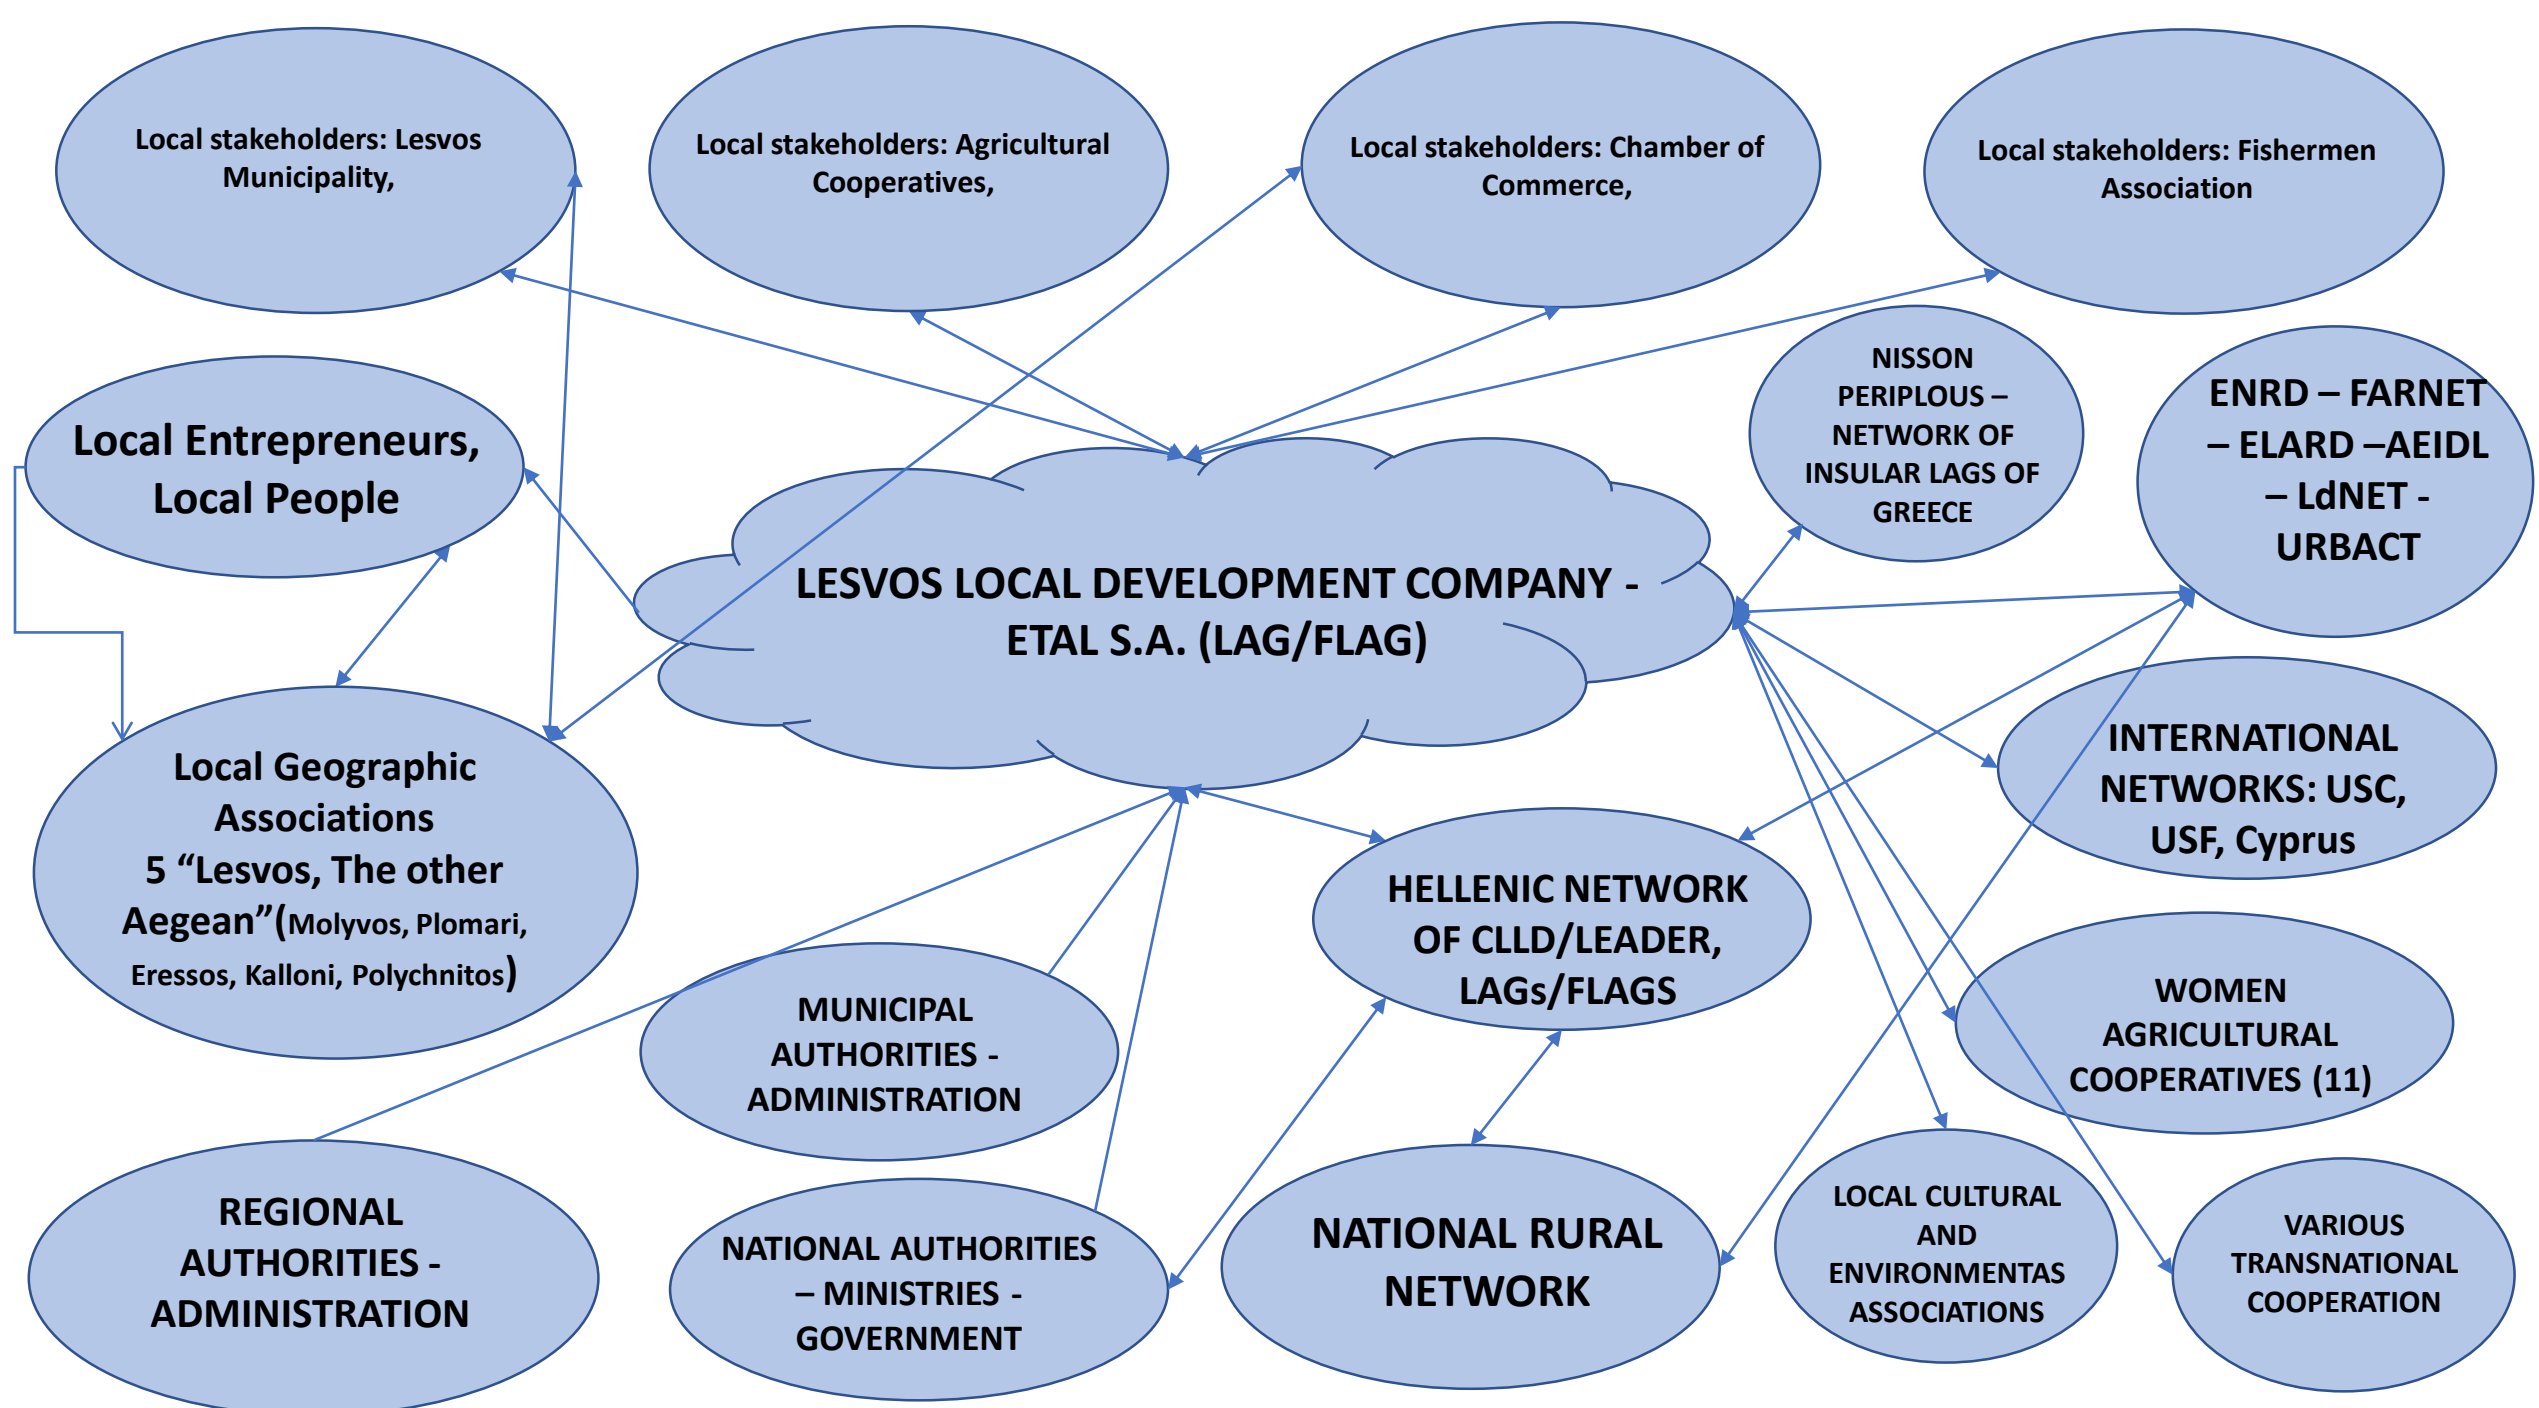 Local stakeholders: Lesvos
Municipality,
Local stakeholders: Agricultural
Cooperatives,
Local stakeholders: Chamber of
Commerce,
Local stakeholders: Fishermen
Association
Local Entrepreneurs,
Local People
NISSON
PERIPLOUS –
NETWORK OF
INSULAR LAGS OF
GREECE
ENRD – FARNET
– ELARD –AEIDL
– LdNET -
URBACT
LESVOS LOCAL DEVELOPMENT COMPANY -
ETAL S.A. (LAG/FLAG)
Local Geographic
Associations
5 “Lesvos, The other
Aegean”(Molyvos, Plomari,
Eressos, Kalloni, Polychnitos)
INTERNATIONAL
NETWORKS: USC,
USF, Cyprus
HELLENIC NETWORK
OF CLLD/LEADER,
LAGs/FLAGS
MUNICIPAL
AUTHORITIES -
ADMINISTRATION
WOMEN
AGRICULTURAL
COOPERATIVES (11)
REGIONAL
AUTHORITIES -
ADMINISTRATION
NATIONAL AUTHORITIES
– MINISTRIES -
GOVERNMENT
NATIONAL RURAL
NETWORK
LOCAL CULTURAL
AND
ENVIRONMENTAS
ASSOCIATIONS
VARIOUS
TRANSNATIONAL
COOPERATION